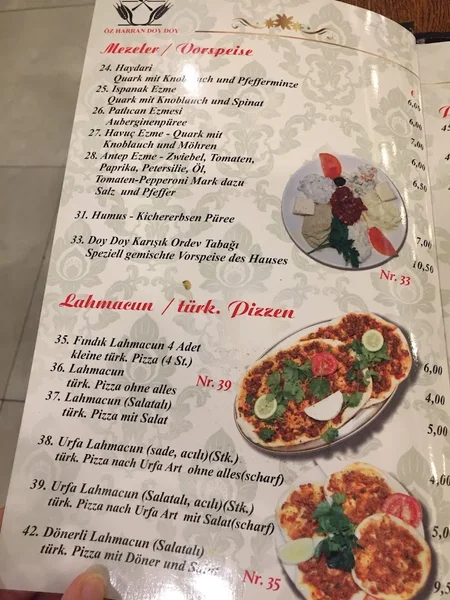 ÖZ HARRAN DOY DOY
Mezeler / Vorspeise
€
24. Haydari
Quark mit Knoblauch und Pfefferminze 6,00
25. Ispanak Ezme
Quark mit Knoblauch und Spinat 6,00
26. Patlıcan Ezmesi
Auberginenpüree
27. Havuç Ezme - Quark mit
Knoblauch und Möhren
28. Antep Ezme - Zwiebel, Tomaten,
Paprika, Petersilie, Öl,
Tomaten-Pepperoni Mark dazu
Salz und Pfeffer 6,50
31. Humus - Kichererbsen Püree 7,00
33. Doy Doy Karışık Ordev Tabağı 10,50
Speziell gemischte Vorspeise des Hauses
Nr. 33
Lahmacun / türk. Pizzen
35. Fındık Lahmacun 4 Adet
kleine türk. Pizza (4 St.) 6,00
36. Lahmacun
türk. Pizza ohne alles 4,00
Nr. 39
37. Lahmacun (Salatalı)
türk. Pizza mit Salat 5,00
38. Urfa Lahmacun (sade, acılı)(Stk.)
türk. Pizza nach Urfa Art ohne alles(scharf)
39. Urfa Lahmacun (Salatalı, acılı)(Stk.)
türk. Pizza nach Urfa Art mit Salat(scharf)
42. Dönerli Lahmacun (Salatalı)
türk. Pizza mit Döner und Salat
Nr. 35